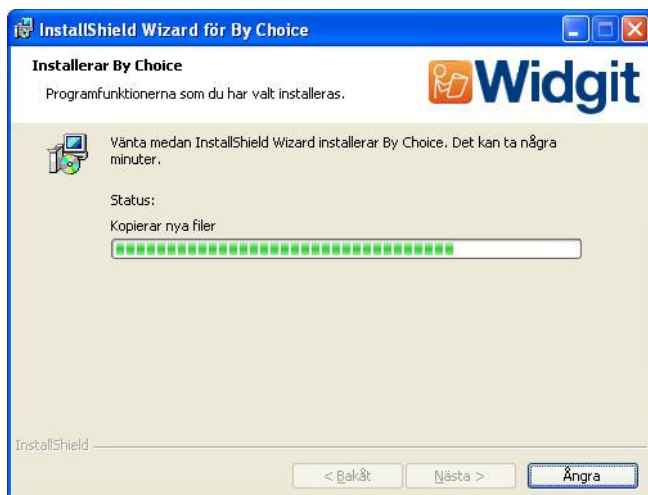 InstallShield Wizard för By Choice
Installerar By Choice
Programfunktionerna som du har valt installeras.
Widgit
Vänta medan InstallShield Wizard installerar By Choice. Det kan ta några
minuter.
Status:
Kopierar nya filer
InstallShield
< Bakåt
Nästa >
Ångra